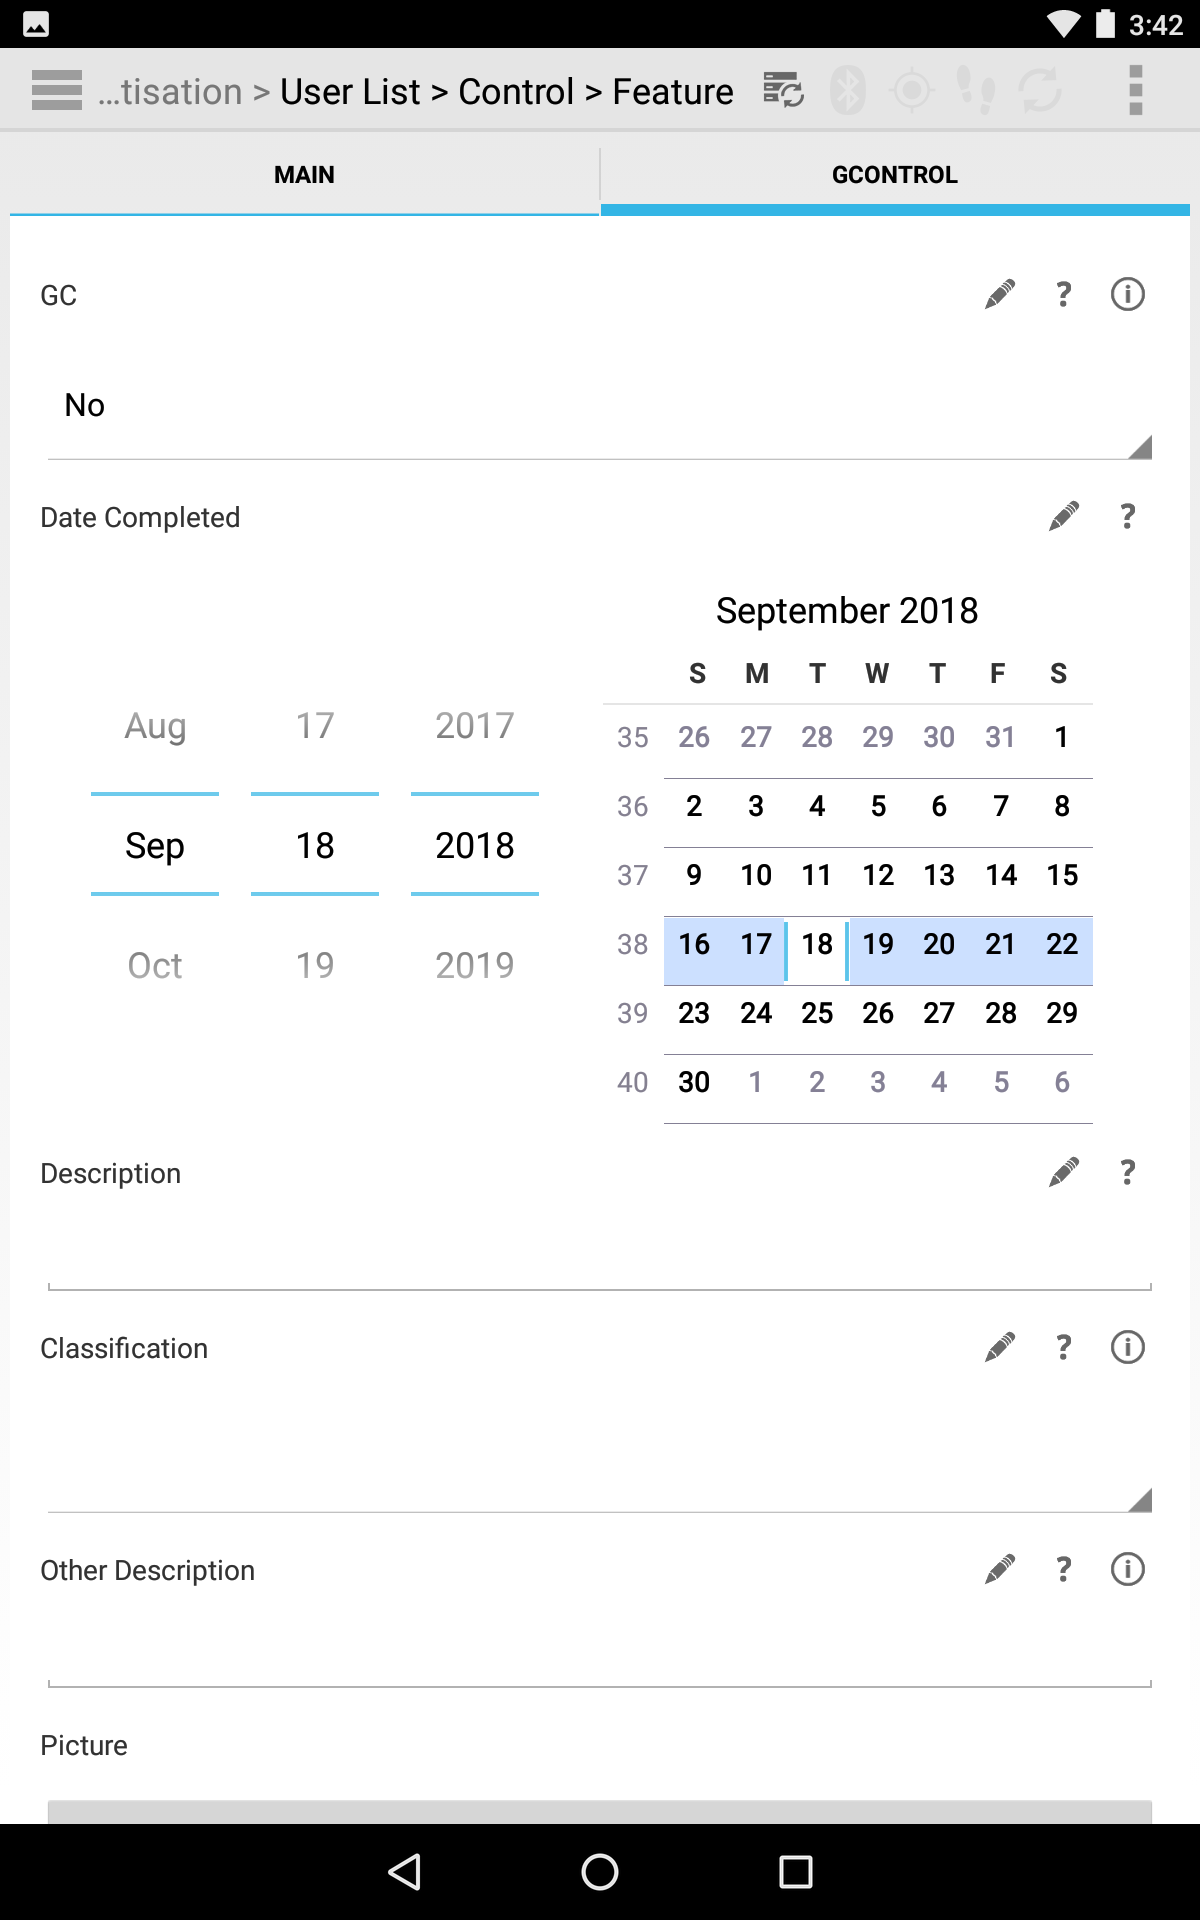 3:42
...tisation > User List > Control > Feature
MAIN GCONTROL
GC ?
No
Date Completed ?
September 2018
S M T W T F S
Aug 17 2017
Sep 18 2018
Oct 19 2019
35 26 27 28 29 30 31 1
36 2 3 4 5 6 7 8
37 9 10 11 12 13 14 15
38 16 17 18 19 20 21 22
39 23 24 25 26 27 28 29
40 30 1 2 3 4 5 6
Description ?
Classification ?
Other Description ?
Picture